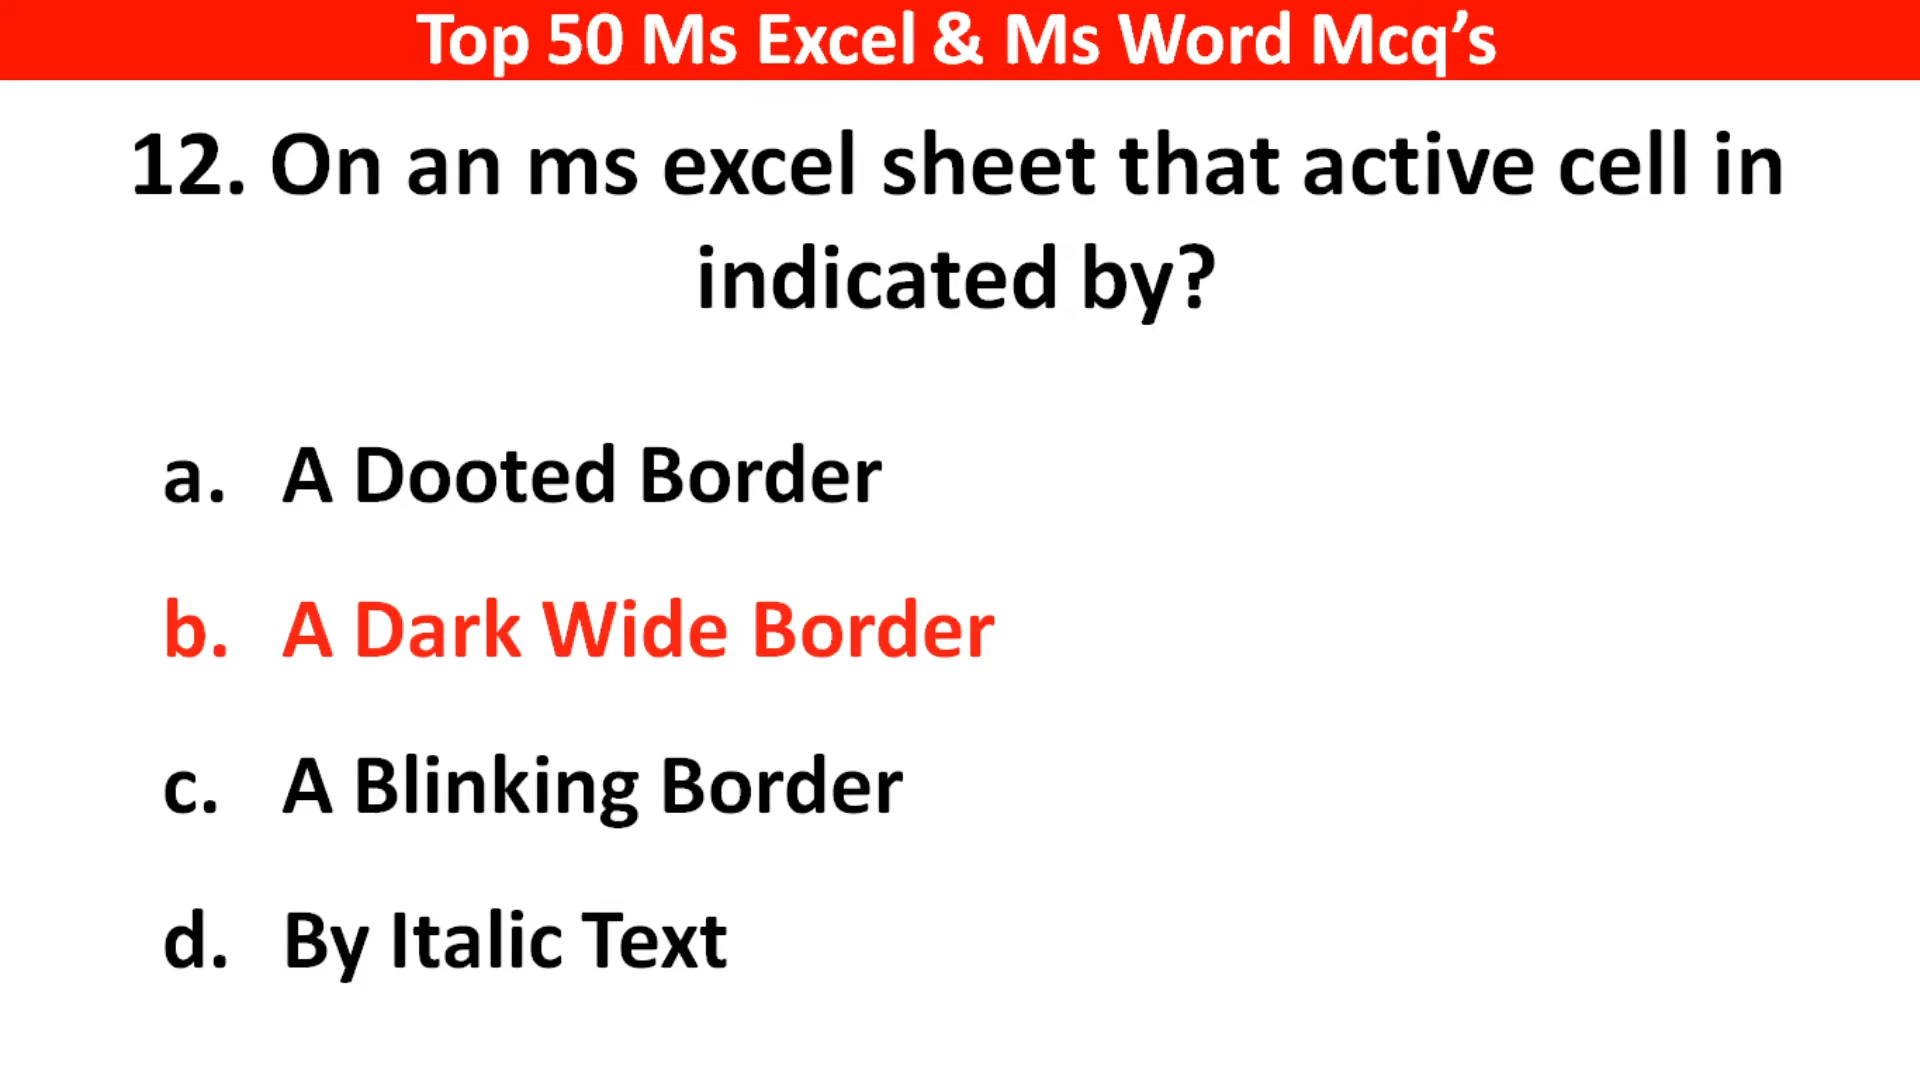 Top 50 Ms Excel & Ms Word Mcq’s
12. On an ms excel sheet that active cell in
indicated by?
a. A Dooted Border
b. A Dark Wide Border
c. A Blinking Border
d. By Italic Text